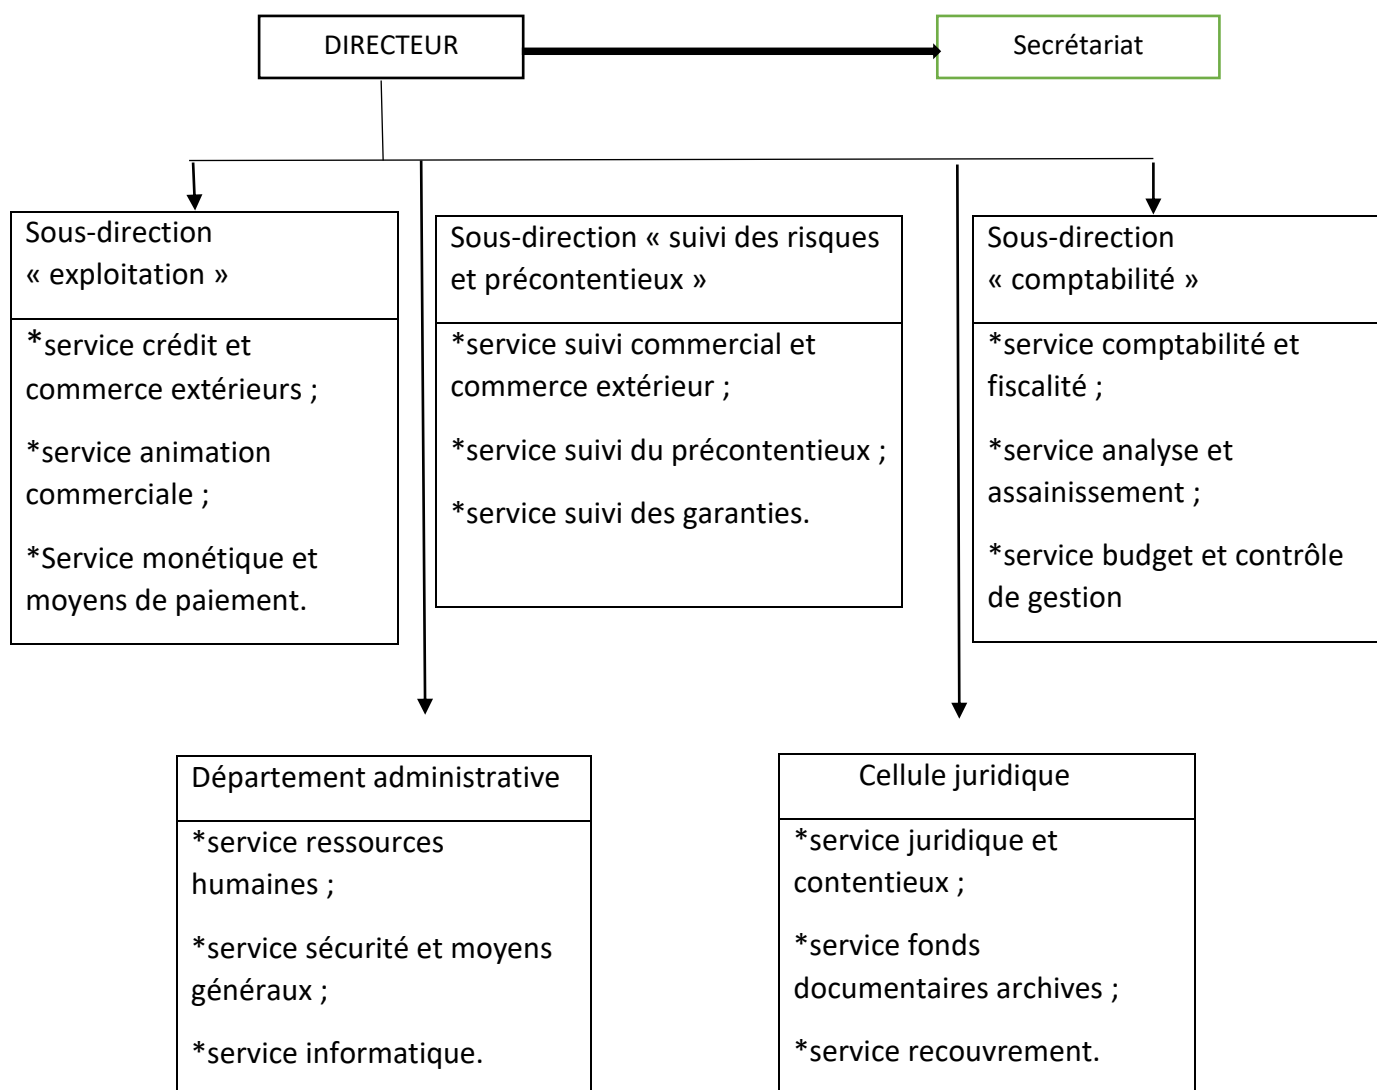 DIRECTEUR
Secrétariat
Sous-direction
« exploitation »
*service crédit et
commerce extérieurs ;
*service animation
commerciale ;
*Service monétique et
moyens de paiement.
Sous-direction « suivi des risques
et précontentieux »
*service suivi commercial et
commerce extérieur ;
*service suivi du précontentieux ;
*service suivi des garanties.
Sous-direction
« comptabilité »
*service comptabilité et
fiscalité ;
*service analyse et
assainissement ;
*service budget et contrôle
de gestion
Département administrative
*service ressources
humaines ;
*service sécurité et moyens
généraux ;
*service informatique.
Cellule juridique
*service juridique et
contentieux ;
*service fonds
documentaires archives ;
*service recouvrement.